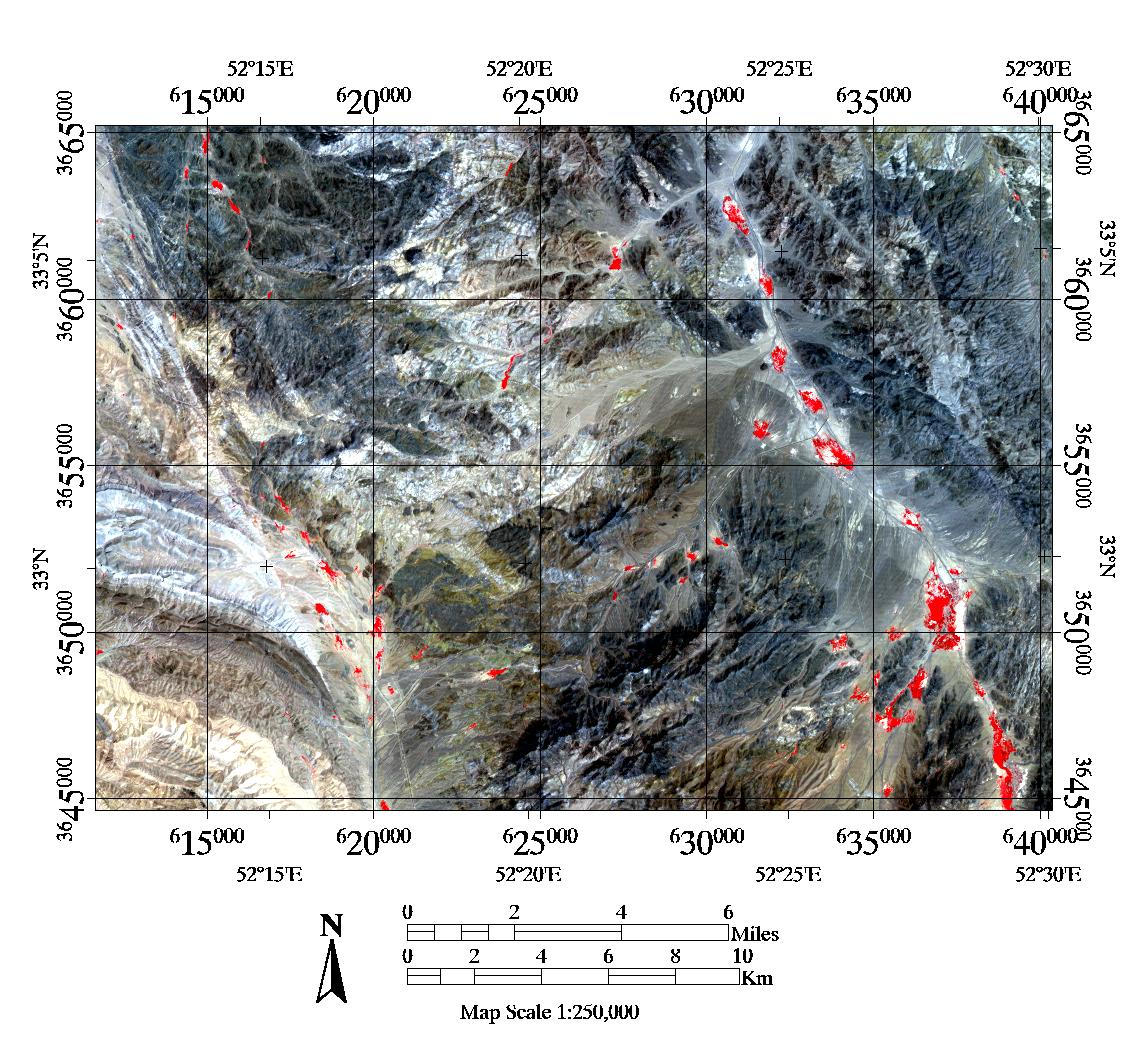 52°15'E 52°20'E 52°25'E 52°30'E
615000 620000 625000 630000 635000 640000
3665000 3665000
33°5'N 33°5'N
3660000 3660000
3655000 3655000
33°N 33°N
3650000 3650000
3645000 3645000
615000 620000 625000 630000 635000 640000
52°15'E 52°20'E 52°25'E 52°30'E
N
0 2 4 6
Miles
0 2 4 6 8 10
Km
Map Scale 1:250,000